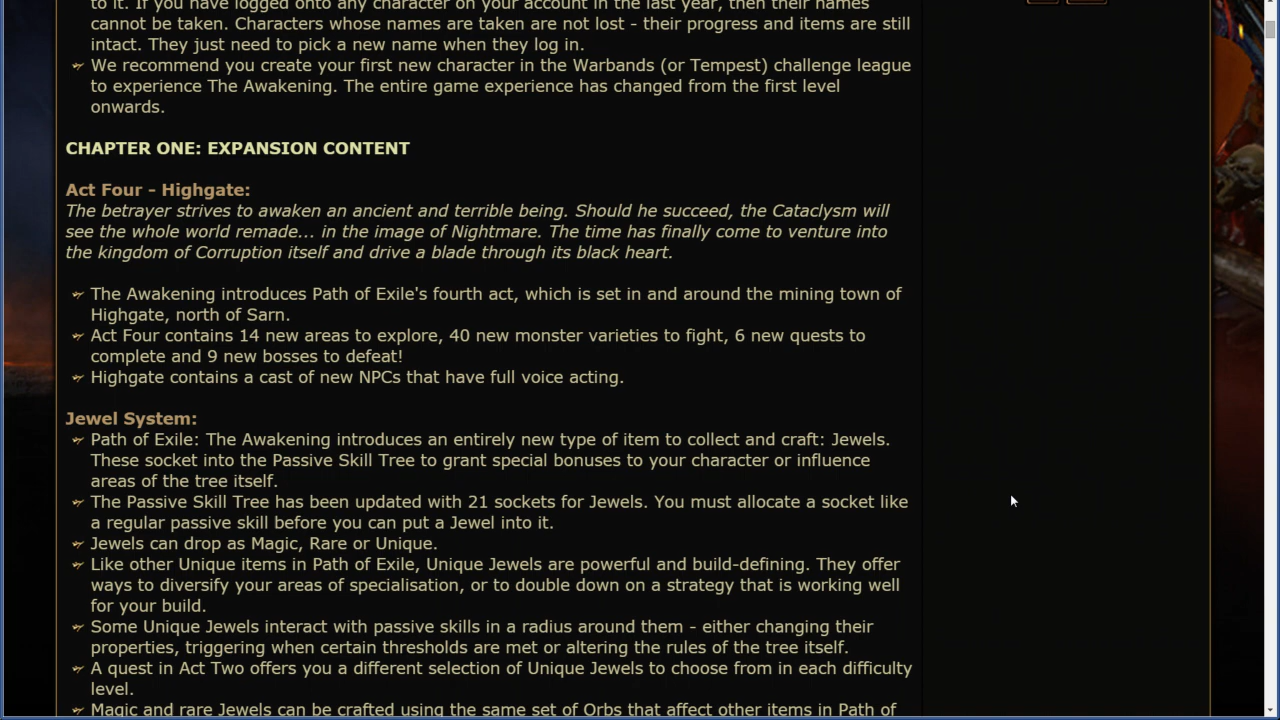 to it. If you have logged onto any character on your account in the last year, then their names
cannot be taken. Characters whose names are taken are not lost - their progress and items are still
intact. They just need to pick a new name when they log in.
We recommend you create your first new character in the Warbands (or Tempest) challenge league
to experience The Awakening. The entire game experience has changed from the first level
onwards.
CHAPTER ONE: EXPANSION CONTENT
Act Four - Highgate:
The betrayer strives to awaken an ancient and terrible being. Should he succeed, the Cataclysm will
see the whole world remade... in the image of Nightmare. The time has finally come to venture into
the kingdom of Corruption itself and drive a blade through its black heart.
The Awakening introduces Path of Exile's fourth act, which is set in and around the mining town of
Highgate, north of Sarn.
Act Four contains 14 new areas to explore, 40 new monster varieties to fight, 6 new quests to
complete and 9 new bosses to defeat!
Highgate contains a cast of new NPCs that have full voice acting.
Jewel System:
Path of Exile: The Awakening introduces an entirely new type of item to collect and craft: Jewels.
These socket into the Passive Skill Tree to grant special bonuses to your character or influence
areas of the tree itself.
The Passive Skill Tree has been updated with 21 sockets for Jewels. You must allocate a socket like
a regular passive skill before you can put a Jewel into it.
Jewels can drop as Magic, Rare or Unique.
Like other Unique items in Path of Exile, Unique Jewels are powerful and build-defining. They offer
ways to diversify your areas of specialisation, or to double down on a strategy that is working well
for your build.
Some Unique Jewels interact with passive skills in a radius around them - either changing their
properties, triggering when certain thresholds are met or altering the rules of the tree itself.
A quest in Act Two offers you a different selection of Unique Jewels to choose from in each difficulty
level.
Magic and rare Jewels can be crafted using the same set of Orbs that affect other items in Path of